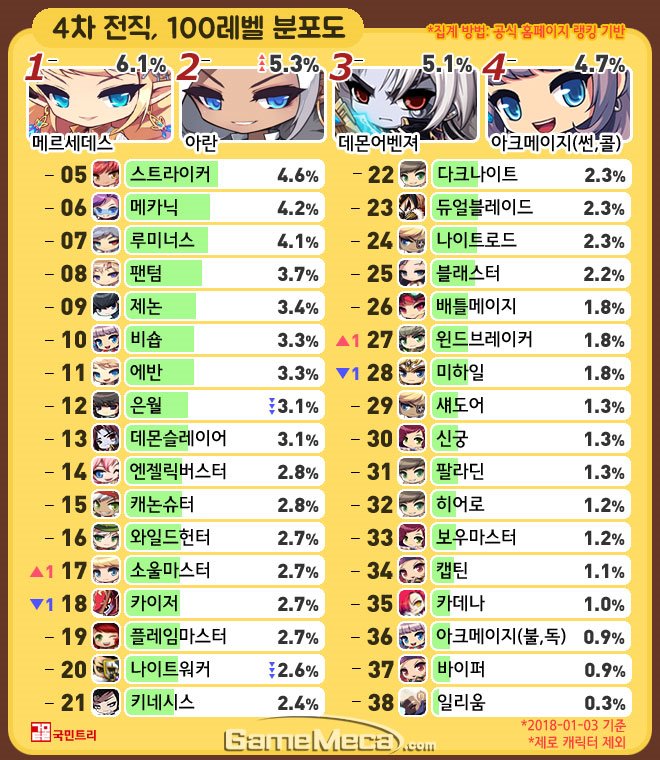 4차 전직, 100레벨 분포도
*집계 방법: 공식 홈페이지 랭킹 기반
1- 6.1%
메르세데스
2- 5.3%
아란
3- 5.1%
데몬어벤져
4- 4.7%
아크메이지(썬,콜)
- 05 스트라이커 4.6%
- 06 메카닉 4.2%
- 07 루미너스 4.1%
- 08 팬텀 3.7%
- 09 제논 3.4%
- 10 비숍 3.3%
- 11 에반 3.3%
- 12 은월 3.1%
- 13 데몬슬레이어 3.1%
- 14 엔젤릭버스터 2.8%
- 15 캐논슈터 2.8%
- 16 와일드헌터 2.7%
▲1 17 소울마스터 2.7%
▼1 18 카이저 2.7%
- 19 플레임마스터 2.7%
- 20 나이트워커 2.6%
- 21 키네시스 2.4%
- 22 다크나이트 2.3%
- 23 듀얼블레이드 2.3%
- 24 나이트로드 2.3%
- 25 블래스터 2.2%
- 26 배틀메이지 1.8%
▲1 27 윈드브레이커 1.8%
▼1 28 미하일 1.8%
- 29 섀도어 1.3%
- 30 신궁 1.3%
- 31 팔라딘 1.3%
- 32 히어로 1.2%
- 33 보우마스터 1.2%
- 34 캡틴 1.1%
- 35 카데나 1.0%
- 36 아크메이지(불,독) 0.9%
- 37 바이퍼 0.9%
- 38 일리움 0.3%
국민트리
GameMeca.com
*2018-01-03 기준
*제로 캐릭터 제외